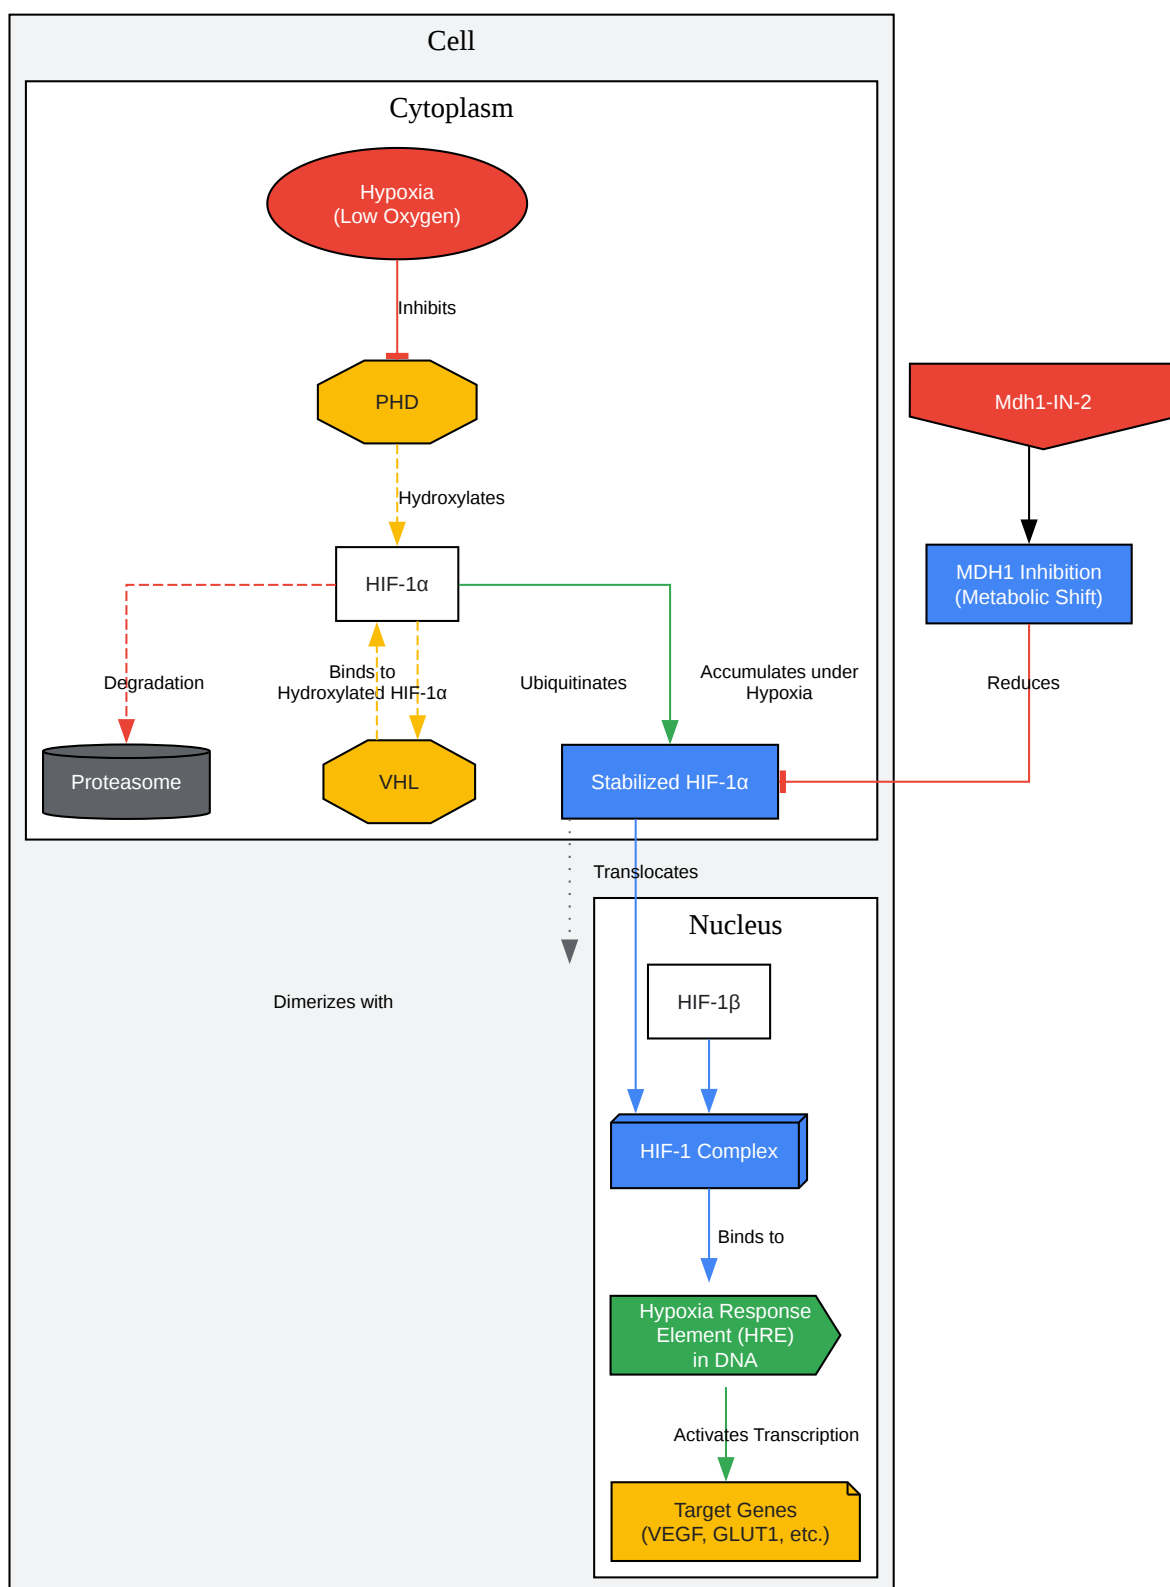 Cell
Cytoplasm
Hypoxia
(Low Oxygen)
Inhibits
PHD
Mdh1-IN-2
Hydroxylates
HIF-1α
MDH1 Inhibition
(Metabolic Shift)
Degradation
Binds to
Hydroxylated HIF-1α
Ubiquitinates
Accumulates under
Hypoxia
Reduces
Proteasome
VHL
Stabilized HIF-1α
Translocates
Nucleus
Dimerizes with
HIF-1β
HIF-1 Complex
Binds to
Hypoxia Response
Element (HRE)
in DNA
Activates Transcription
Target Genes
(VEGF, GLUT1, etc.)